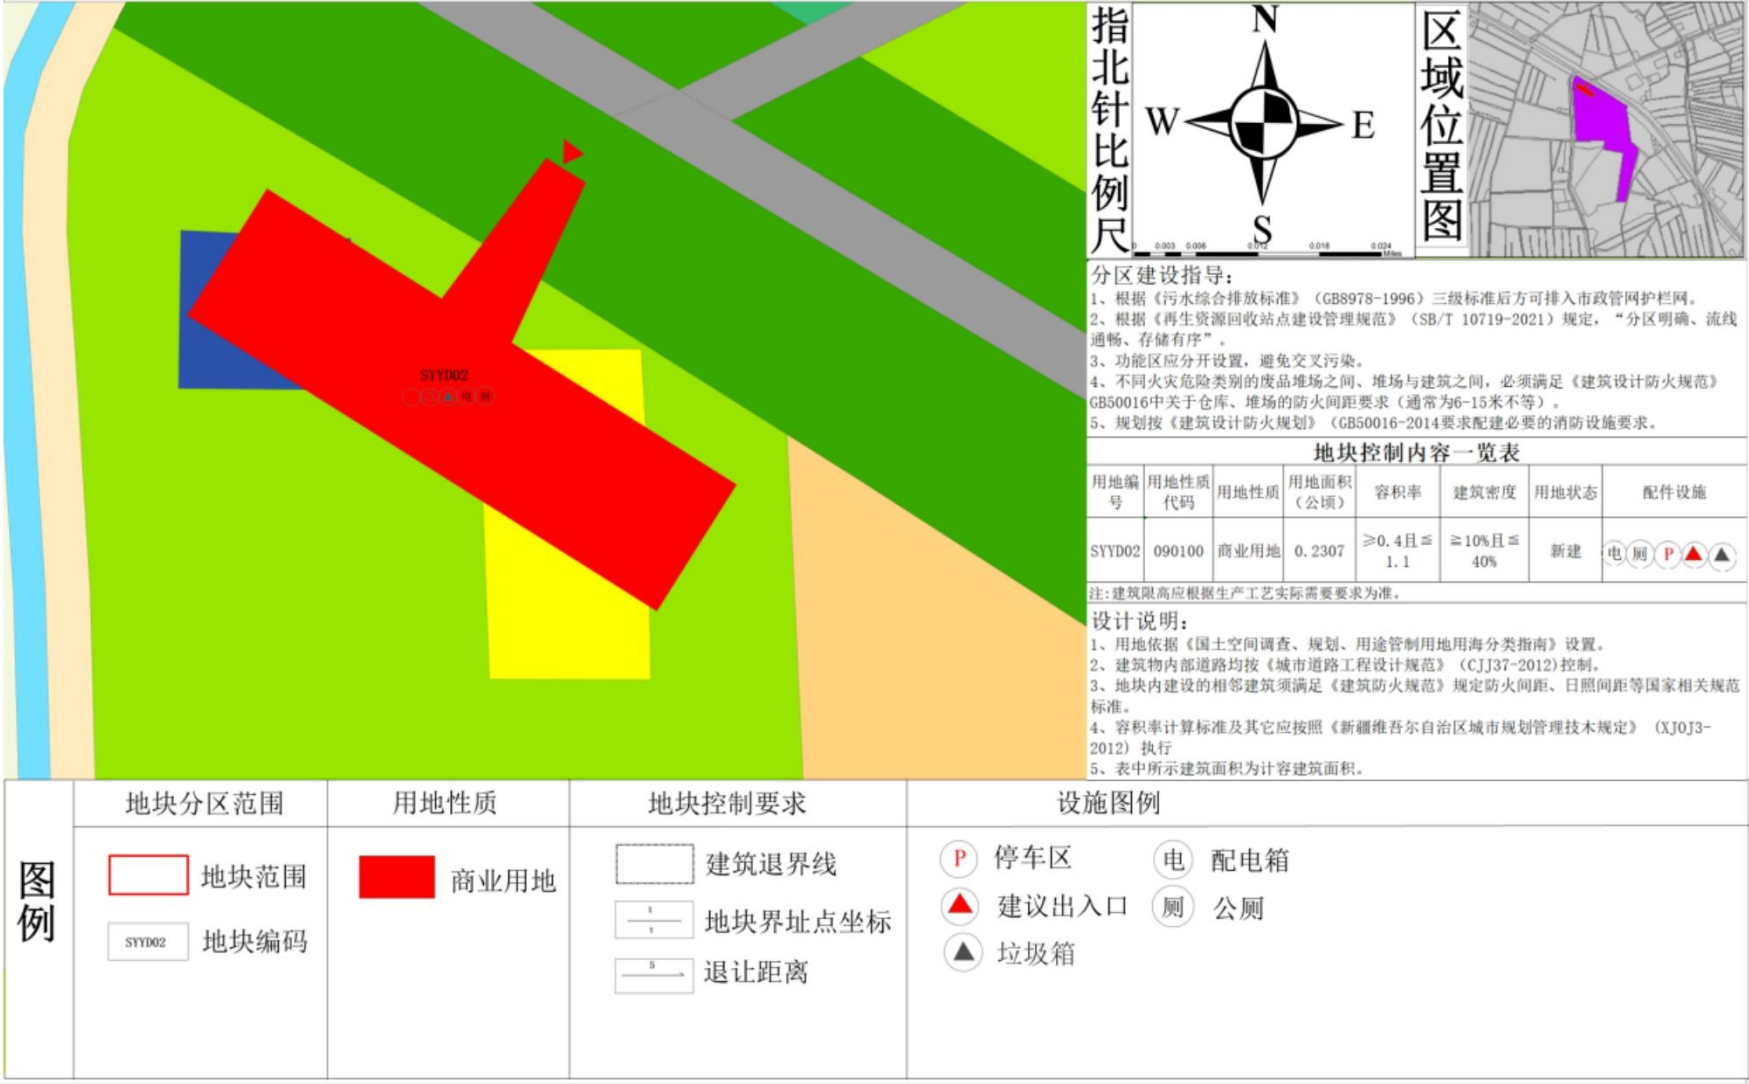 指北针比例尺
N
W
E
S
0 0.003 0.006 0.012 0.018 0.024
Miles
区域位置图
SYYD02
分区建设指导:
1、根据《污水综合排放标准》（GB8978-1996）三级标准后方可排入市政管网护栏网。
2、根据《再生资源回收站点建设管理规范》（SB/T 10719-2021）规定，“分区明确、流线
通畅、存储有序”。
3、功能区应分开设置，避免交叉污染。
4、不同火灾危险类别的废品堆场之间、堆场与建筑之间，必须满足《建筑设计防火规范》
GB50016中关于仓库、堆场的防火间距要求（通常为6-15米不等）。
5、规划按《建筑设计防火规划》（GB50016-2014要求配建必要的消防设施要求。
地块控制内容一览表
用地编号 用地性质代码 用地性质 用地面积（公顷） 容积率 建筑密度 用地状态 配件设施
SYYD02 090100 商业用地 0.2307 ≥0.4且≦1.1 ≧10%且≦40% 新建 电 厕 P
注:建筑限高应根据生产工艺实际需要要求为准。
设计说明:
1、用地依据《国土空间调查、规划、用途管制用地用海分类指南》设置。
2、建筑物内部道路均按《城市道路工程设计规范》（CJJ37-2012)控制。
3、地块内建设的相邻建筑须满足《建筑防火规范》规定防火间距、日照间距等国家相关规范
标准。
4、容积率计算标准及其它应按照《新疆维吾尔自治区城市规划管理技木规定》（XJ0J3-
2012）执行
5、表中所示建筑面积为计容建筑面积。
图例
地块分区范围
地块范围
SYYD02 地块编码
用地性质
商业用地
地块控制要求
建筑退界线
1
1
地块界址点坐标
5
退让距离
设施图例
P 停车区 电 配电箱
建议出入口 厕 公厕
垃圾箱